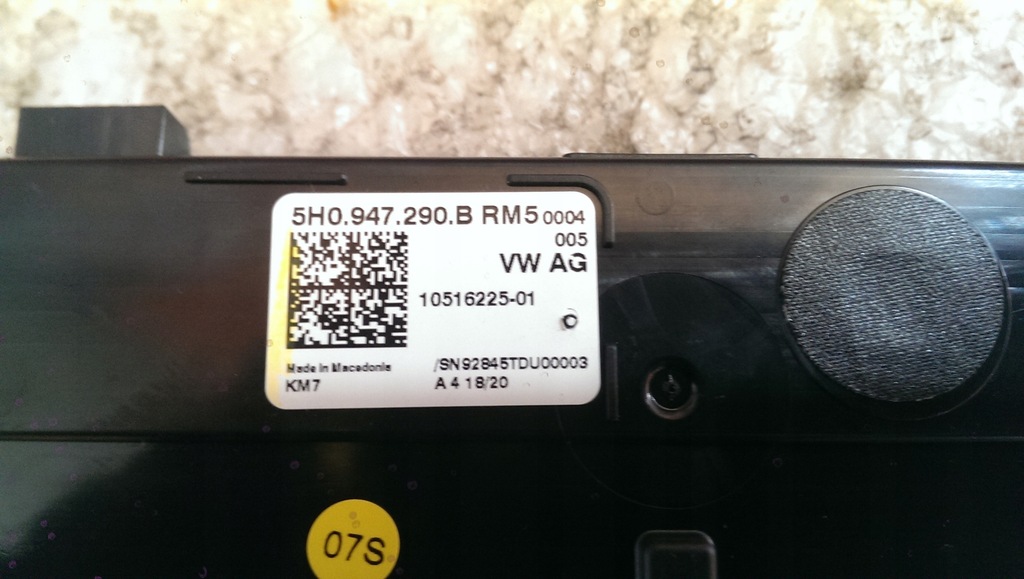 5H0.947.290.B RM5 0004
005
VW AG
10516225-01
Made in Macedonia /SN92845TDU00003
KM7 A 4 18/20
07S